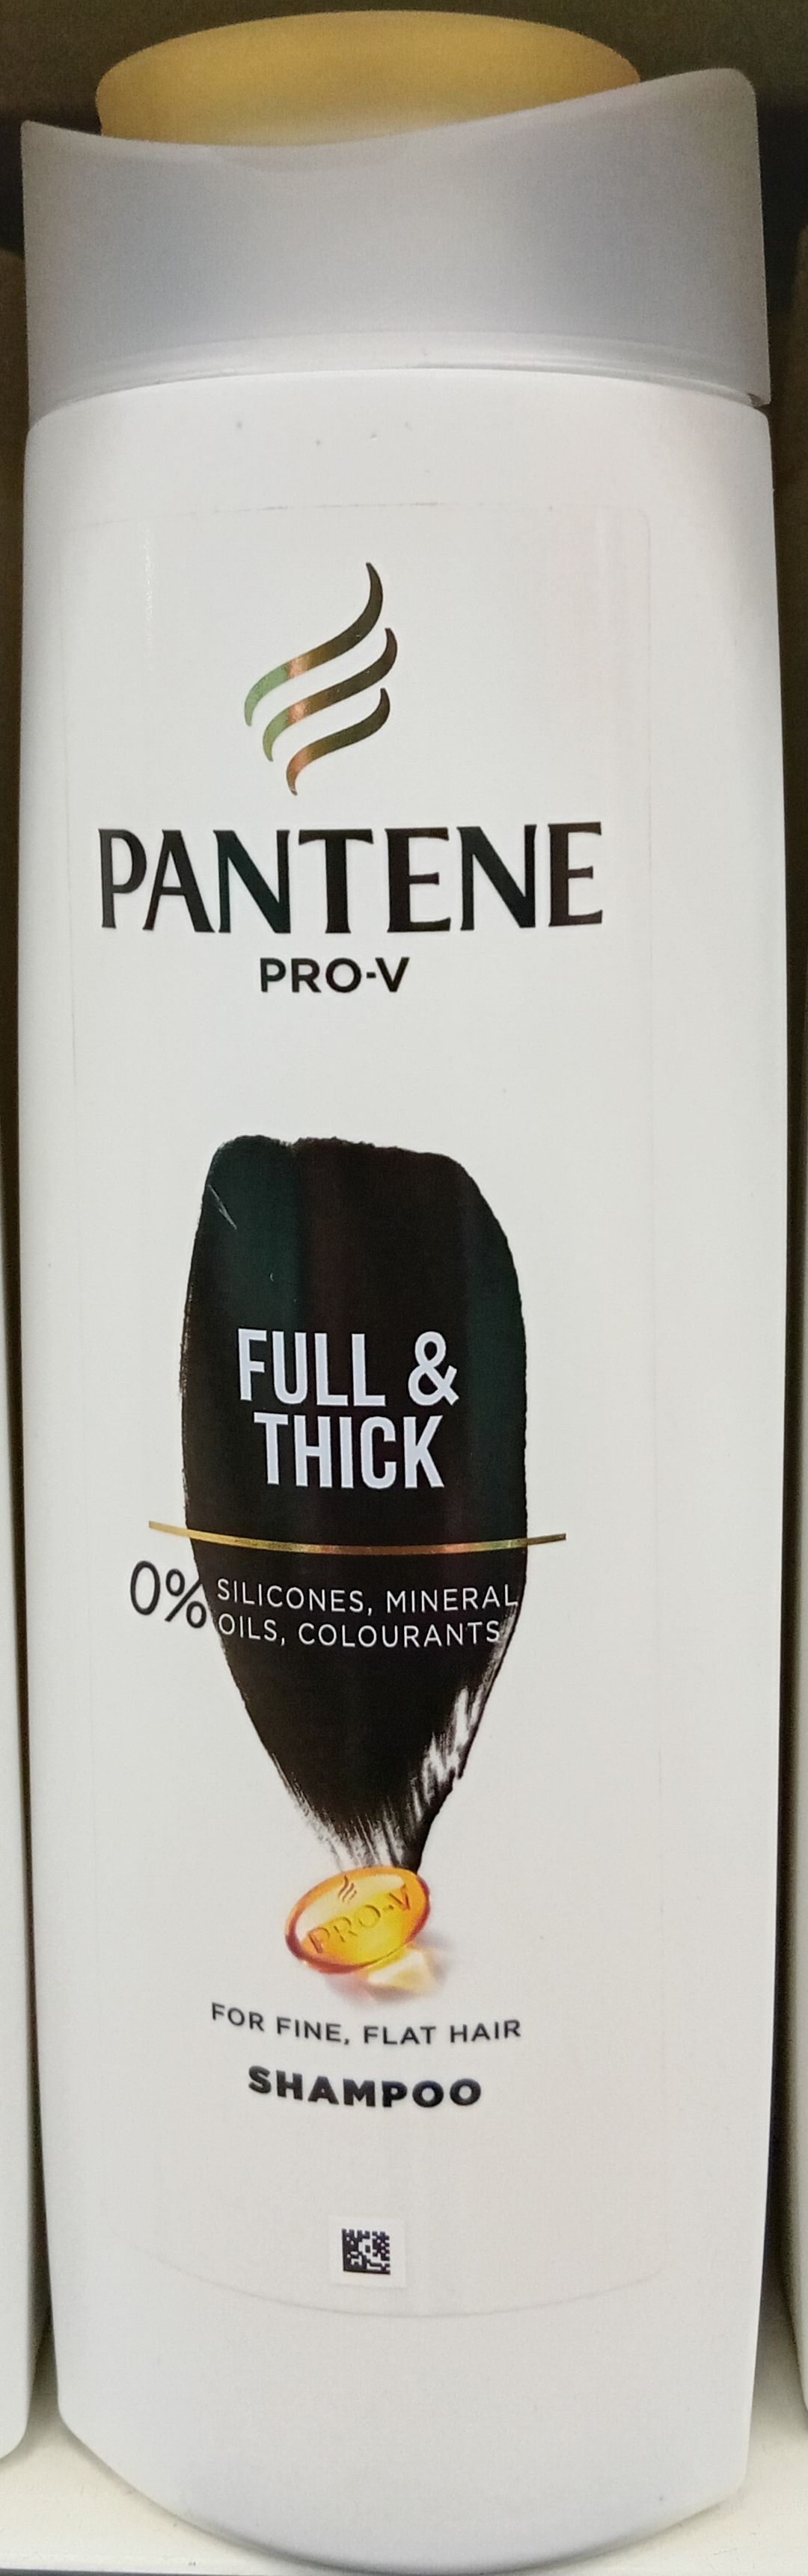 PANTENE
PRO-V
FULL &
THICK
0% SILICONES, MINERAL
OILS, COLOURANTS
PRO-V
FOR FINE, FLAT HAIR
SHAMPOO